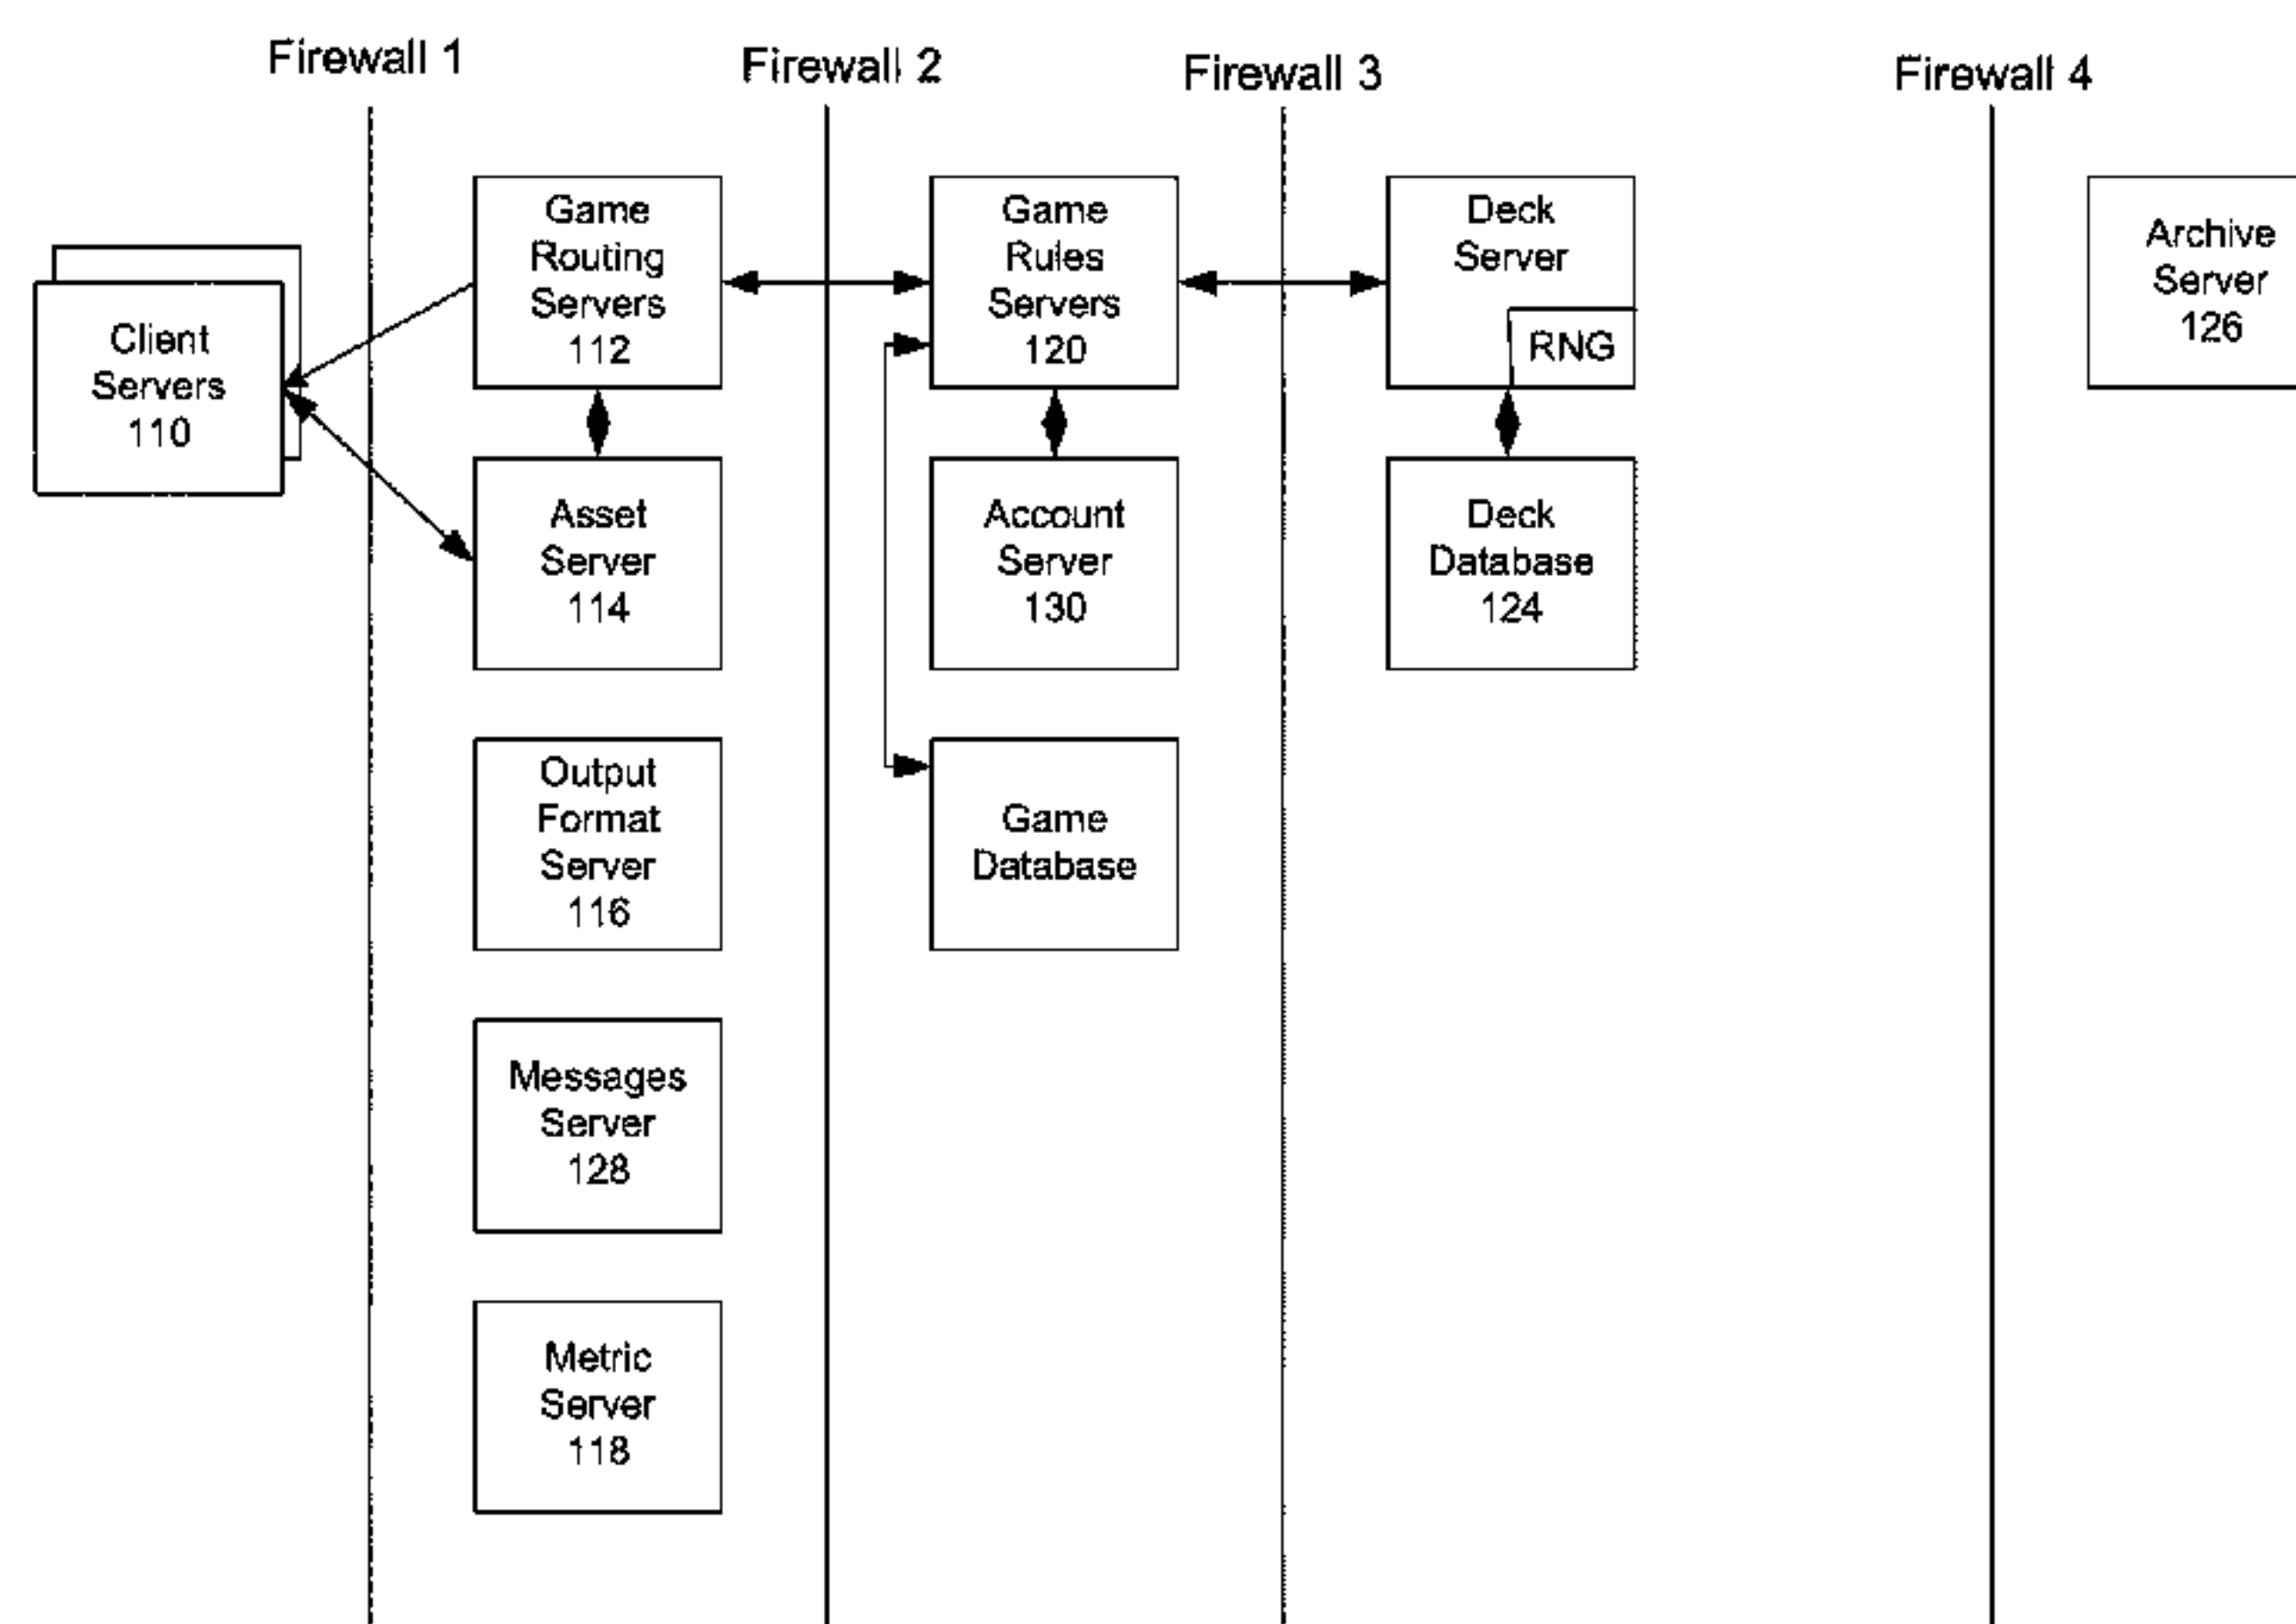 Firewall 1
Firewall 2
Firewall 3
Firewall 4
Client
Servers
110
Game
Routing
Servers
112
Asset
Server
114
Output
Format
Server
116
Messages
Server
128
Metric
Server
118
Game
Rules
Servers
120
Account
Server
130
Game
Database
Deck
Server
RNG
Deck
Database
124
Archive
Server
126